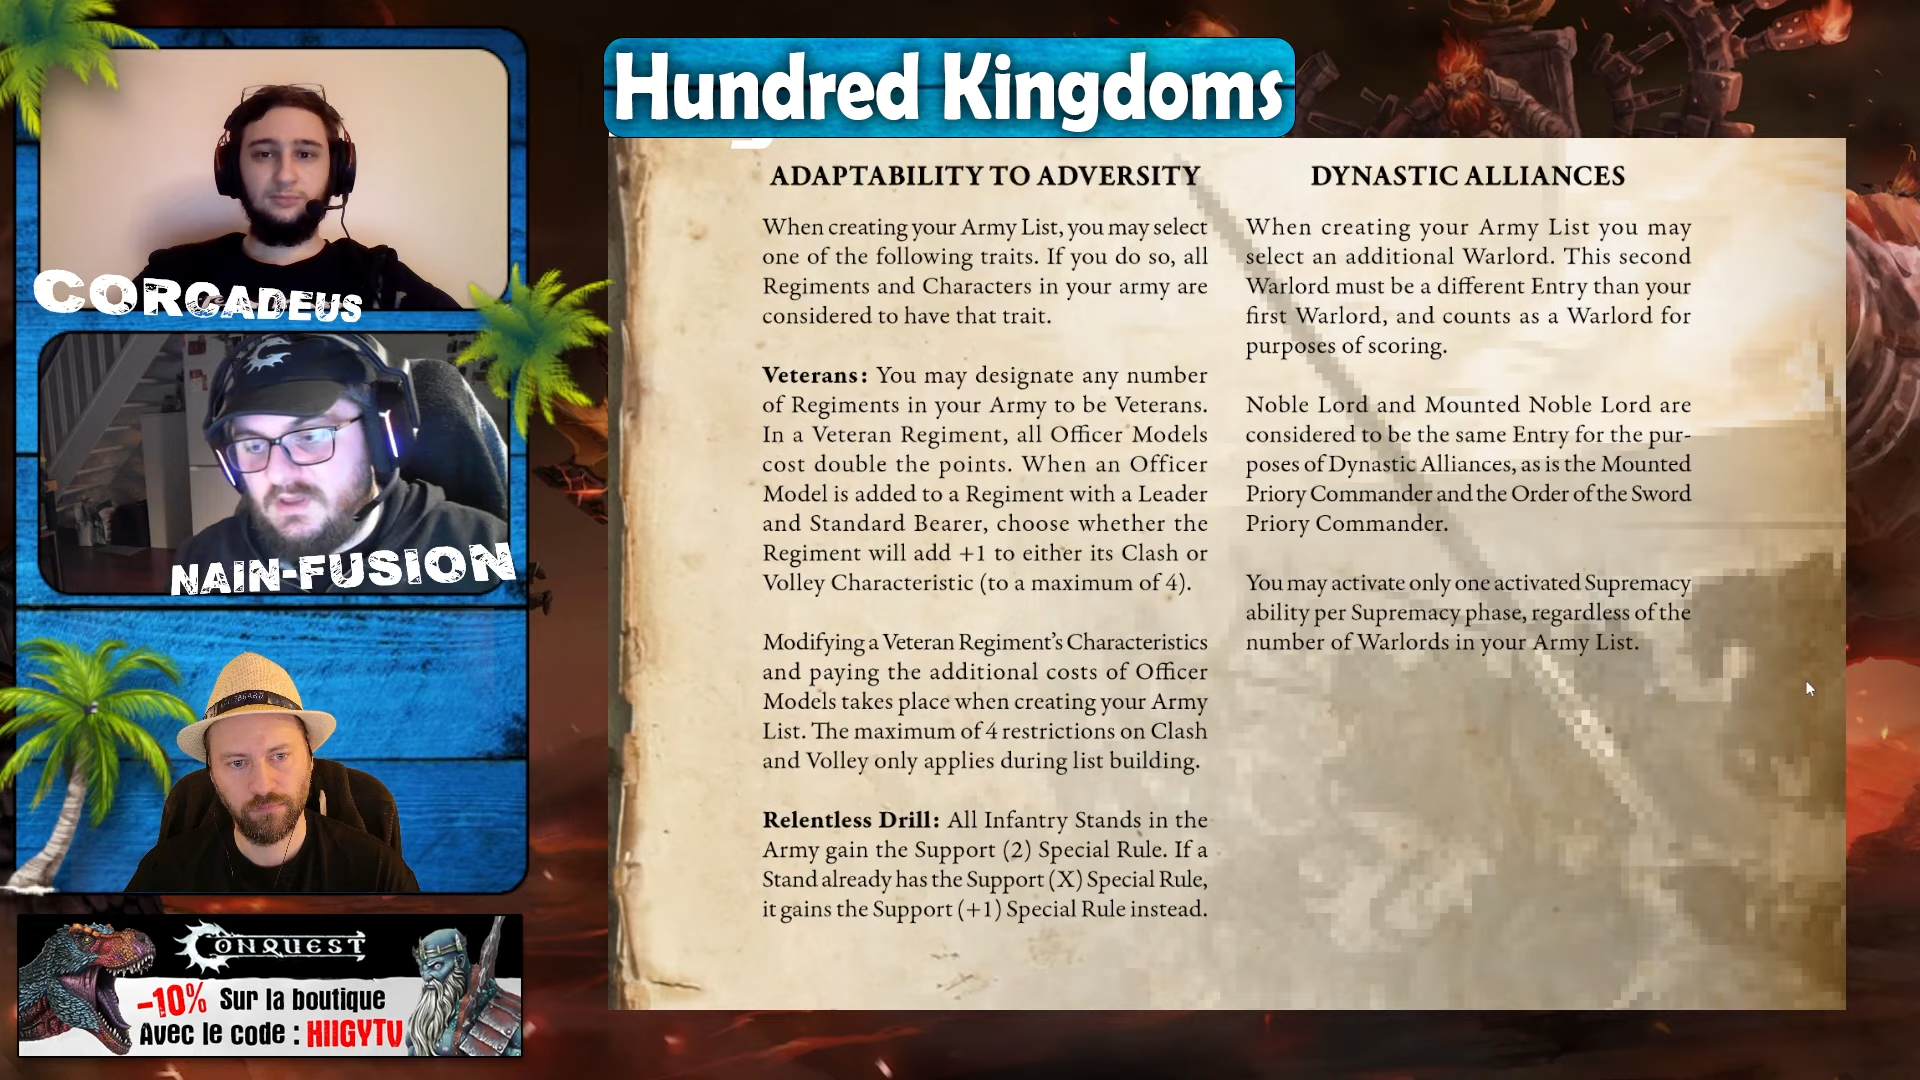 Hundred Kingdoms
CORCADEUS
NAIN-FUSION
CONQUEST
-10% Sur la boutique
Avec le code : HIIGYTV
ADAPTABILITY TO ADVERSITY
When creating your Army List, you may select
one of the following traits. If you do so, all
Regiments and Characters in your army are
considered to have that trait.
Veterans: You may designate any number
of Regiments in your Army to be Veterans.
In a Veteran Regiment, all Officer Models
cost double the points. When an Officer
Model is added to a Regiment with a Leader
and Standard Bearer, choose whether the
Regiment will add +1 to either its Clash or
Volley Characteristic (to a maximum of 4).
Modifying a Veteran Regiment's Characteristics
and paying the additional costs of Officer
Models takes place when creating your Army
List. The maximum of 4 restrictions on Clash
and Volley only applies during list building.
Relentless Drill: All Infantry Stands in the
Army gain the Support (2) Special Rule. If a
Stand already has the Support (X) Special Rule,
it gains the Support (+1) Special Rule instead.
DYNASTIC ALLIANCES
When creating your Army List you may
select an additional Warlord. This second
Warlord must be a different Entry than your
first Warlord, and counts as a Warlord for
purposes of scoring.
Noble Lord and Mounted Noble Lord are
considered to be the same Entry for the pur-
poses of Dynastic Alliances, as is the Mounted
Priory Commander and the Order of the Sword
Priory Commander.
You may activate only one activated Supremacy
ability per Supremacy phase, regardless of the
number of Warlords in your Army List.